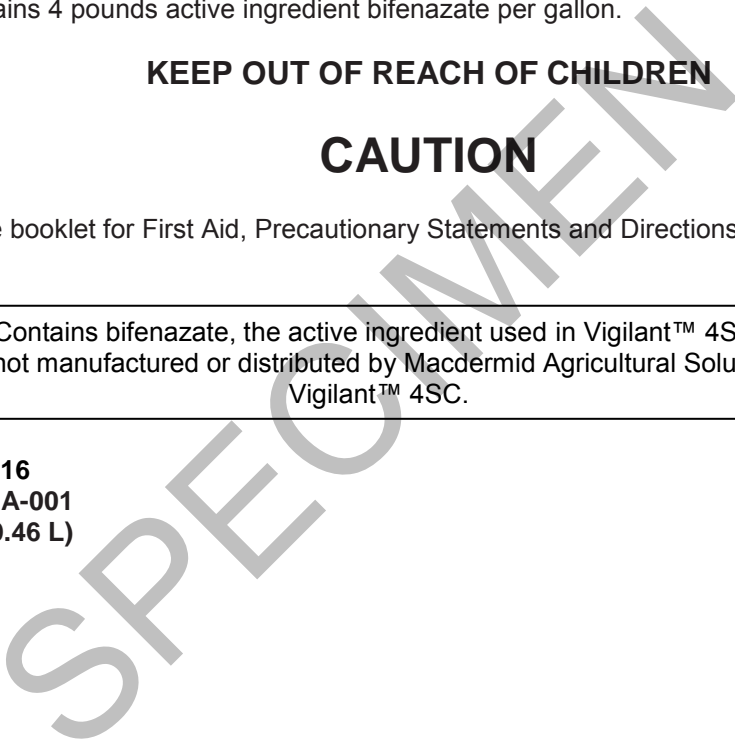 ains 4 pounds active ingredient bifenazate per gallon.
KEEP OUT OF REACH OF CHILDREN
CAUTION
e booklet for First Aid, Precautionary Statements and Directions
Contains bifenazate, the active ingredient used in Vigilant™ 4S
not manufactured or distributed by Macdermid Agricultural Solu
Vigilant™ 4SC.
16
A-001
0.46 L)
SPECIMEN